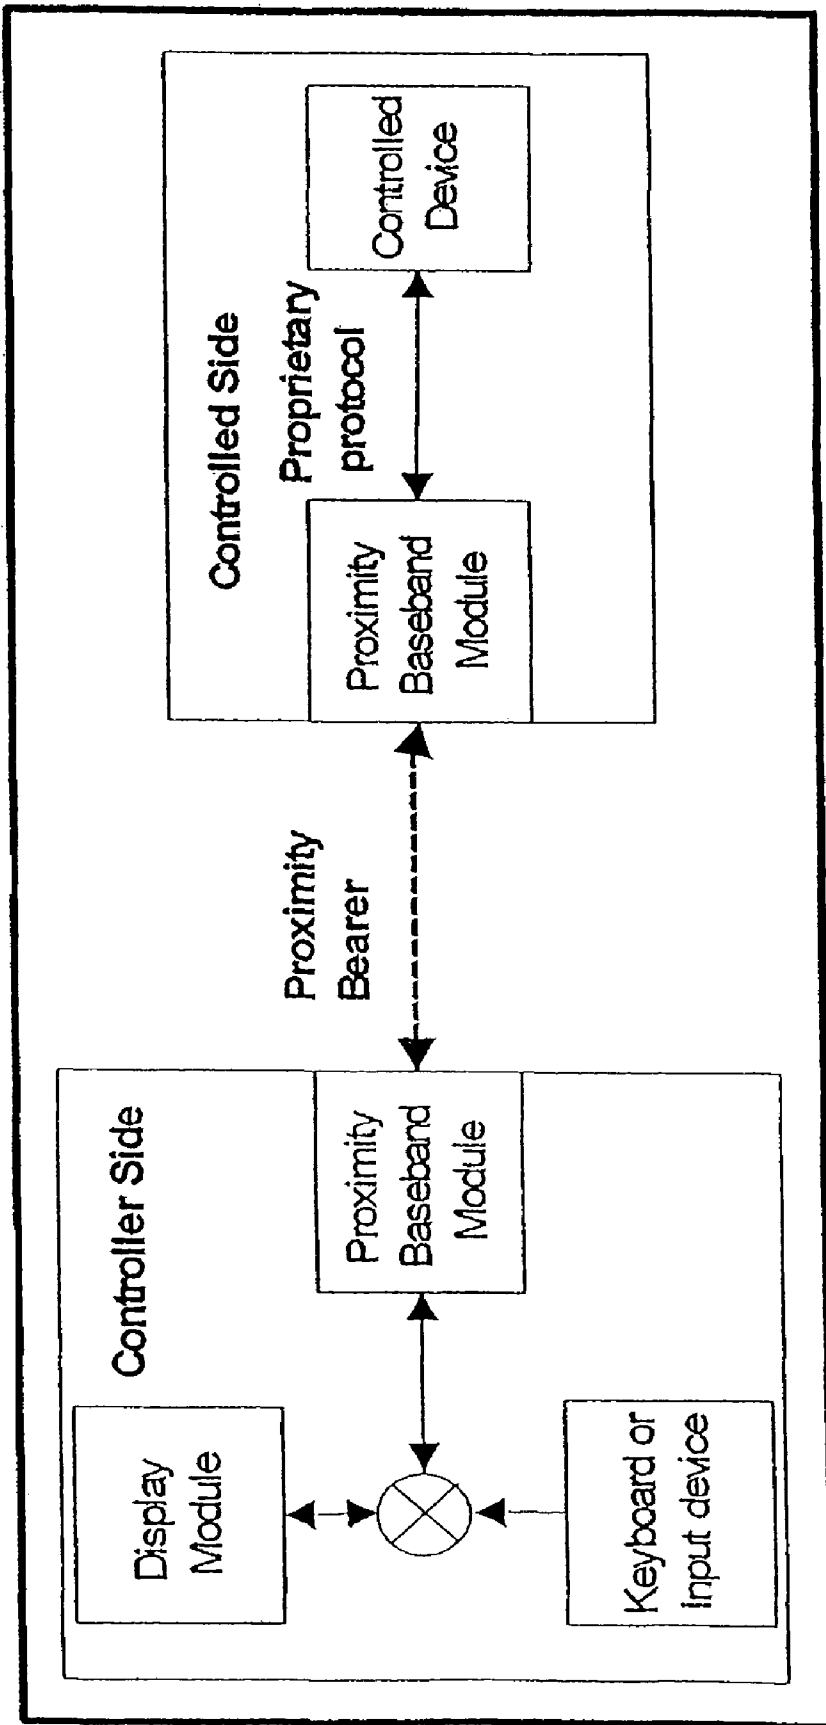 Controller Side
Display
Module
Keyboard or
Input device
Proximity
Baseband
Module
Proximity
Bearer
Controlled Side
Proximity
Baseband
Module
Proprietary
protocol
Controlled
Device